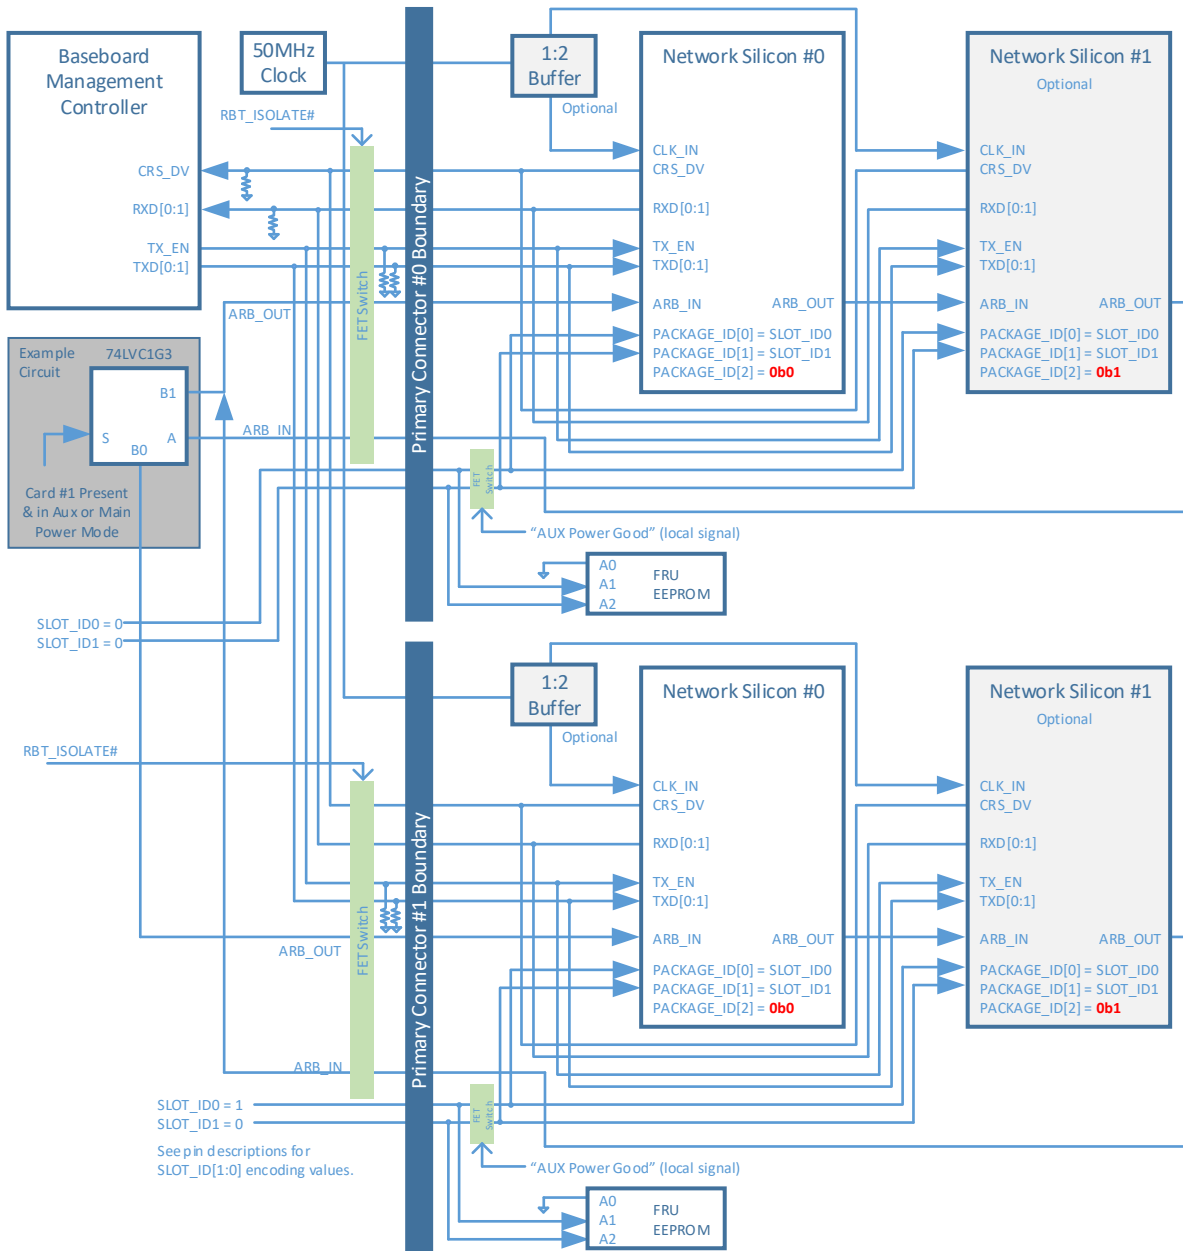 Baseboard
Management
Controller
CRS_DV
RXD[0:1]
TX_EN
TXD[0:1]
50MHz
Clock
RBT_ISOLATE#
FET Switch
ARB_OUT
ARB_IN
Example
Circuit
74LVC1G3
B1
S
A
B0
Card #1 Present
& in Aux or Main
Power Mode
SLOT_ID0 = 0
SLOT_ID1 = 0
Primary Connector #0 Boundary
1:2
Buffer
Optional
Network Silicon #0
CLK_IN
CRS_DV
RXD[0:1]
TX_EN
TXD[0:1]
ARB_IN
ARB_OUT
PACKAGE_ID[0] = SLOT_ID0
PACKAGE_ID[1] = SLOT_ID1
PACKAGE_ID[2] = 0b0
Network Silicon #1
Optional
CLK_IN
CRS_DV
RXD[0:1]
TX_EN
TXD[0:1]
ARB_IN
ARB_OUT
PACKAGE_ID[0] = SLOT_ID0
PACKAGE_ID[1] = SLOT_ID1
PACKAGE_ID[2] = 0b1
FET
Switch
“AUX Power Good” (local signal)
A0
A1
A2
FRU
EEPROM
RBT_ISOLATE#
FET Switch
ARB_OUT
ARB_IN
SLOT_ID0 = 1
SLOT_ID1 = 0
See pin descriptions for
SLOT_ID[1:0] encoding values.
Primary Connector #1 Boundary
1:2
Buffer
Optional
Network Silicon #0
CLK_IN
CRS_DV
RXD[0:1]
TX_EN
TXD[0:1]
ARB_IN
ARB_OUT
PACKAGE_ID[0] = SLOT_ID0
PACKAGE_ID[1] = SLOT_ID1
PACKAGE_ID[2] = 0b0
Network Silicon #1
Optional
CLK_IN
CRS_DV
RXD[0:1]
TX_EN
TXD[0:1]
ARB_IN
ARB_OUT
PACKAGE_ID[0] = SLOT_ID0
PACKAGE_ID[1] = SLOT_ID1
PACKAGE_ID[2] = 0b1
FET
Switch
“AUX Power Good” (local signal)
A0
A1
A2
FRU
EEPROM